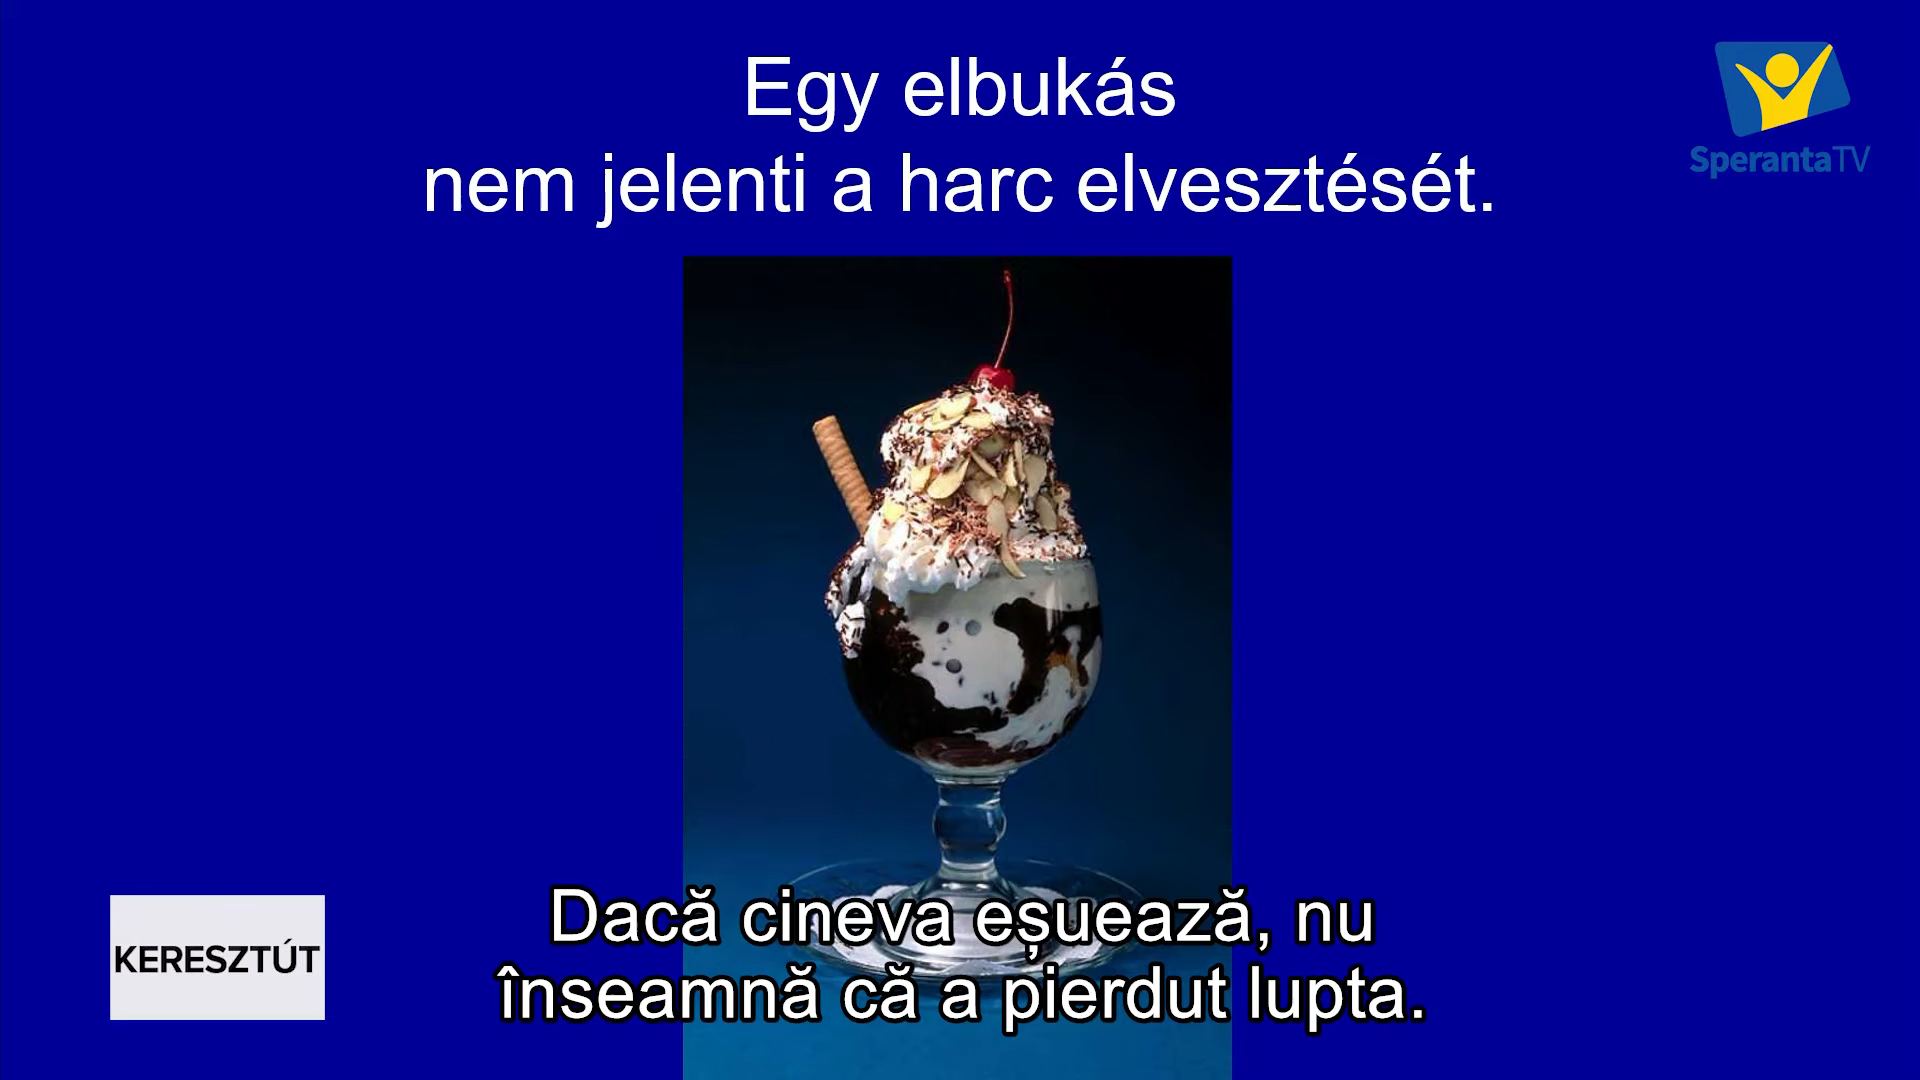 Egy elbukás
nem jelenti a harc elvesztését.
SperantaTV
KERESZTÚT
Dacă cineva eșuează, nu
înseamnă că a pierdut lupta.